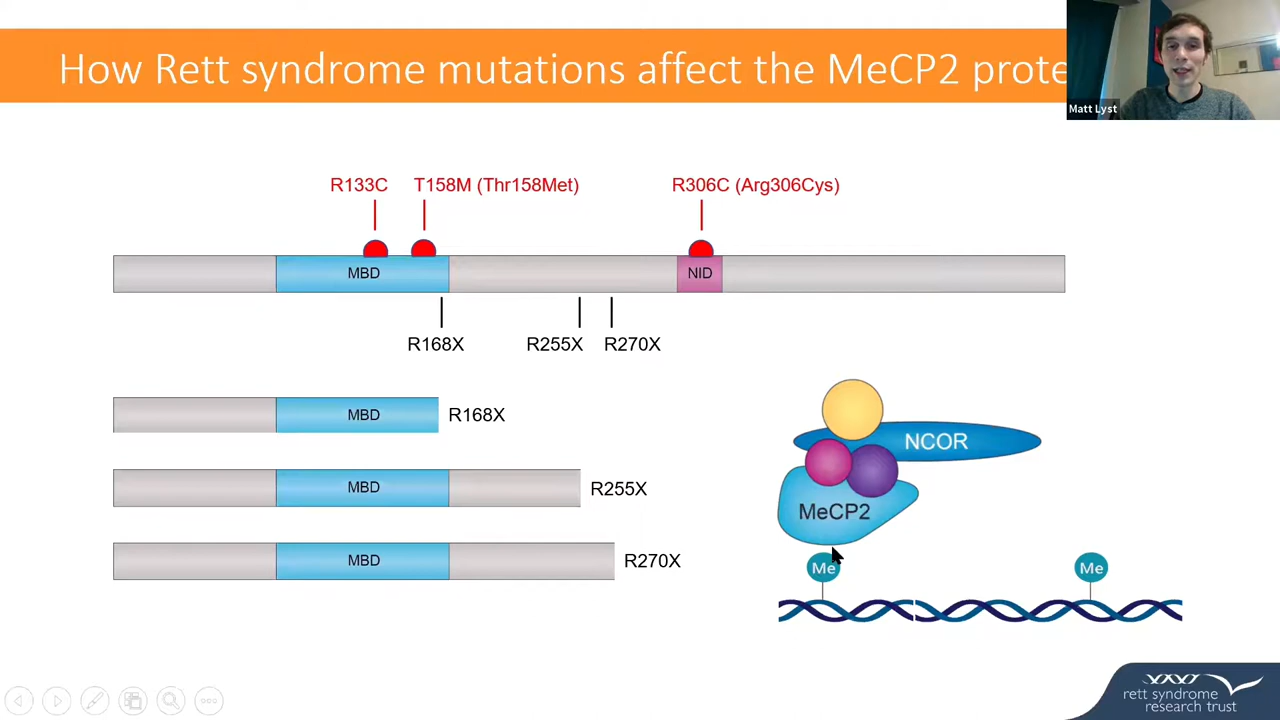 How Rett syndrome mutations affect the MeCP2 prote
Matt Lyst
R133C
T158M (Thr158Met)
R306C (Arg306Cys)
MBD
NID
R168X
R255X
R270X
MBD
R168X
MBD
R255X
MBD
R270X
NCOR
MeCP2
Me
Me
rett syndrome
research trust